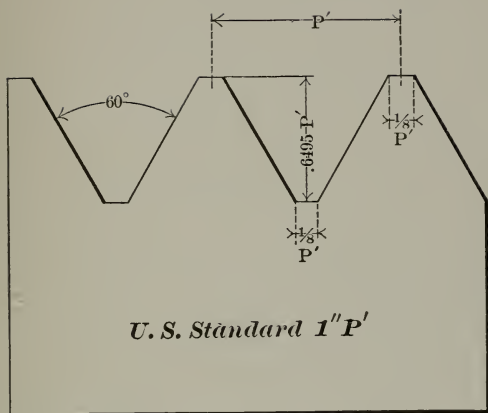 P′
60°
.6495 P′
⅛
P′
⅛
P′
U. S. Standard 1″P′